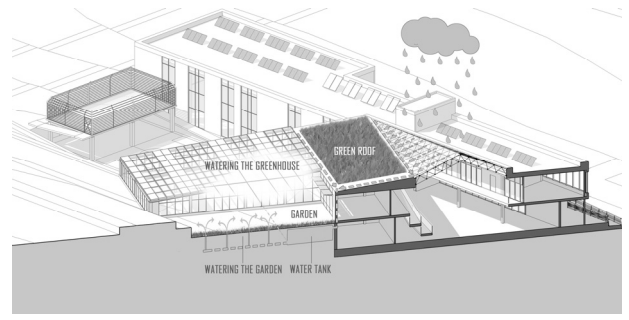 GREEN ROOF
WATERING THE GREENHOUSE
GARDEN
WATERING THE GARDEN
WATER TANK